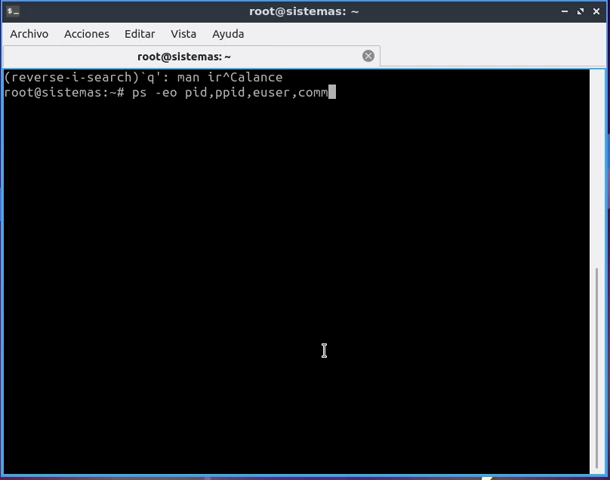 root@sistemas: ~
Archivo Acciones Editar Vista Ayuda
root@sistemas: ~
(reverse-i-search)`q': man ir^Calance
root@sistemas:~# ps -eo pid,ppid,euser,comm